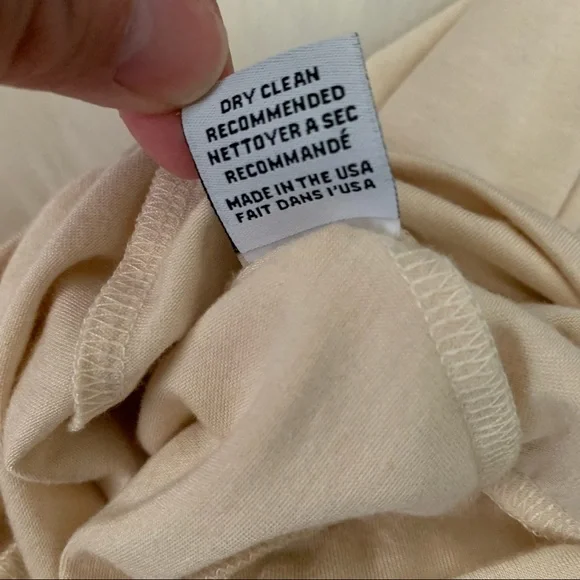 DRY CLEAN
RECOMMENDED
NETTOYER A SEC
RECOMMANDÉ
MADE IN THE USA
FAIT DANS I'USA